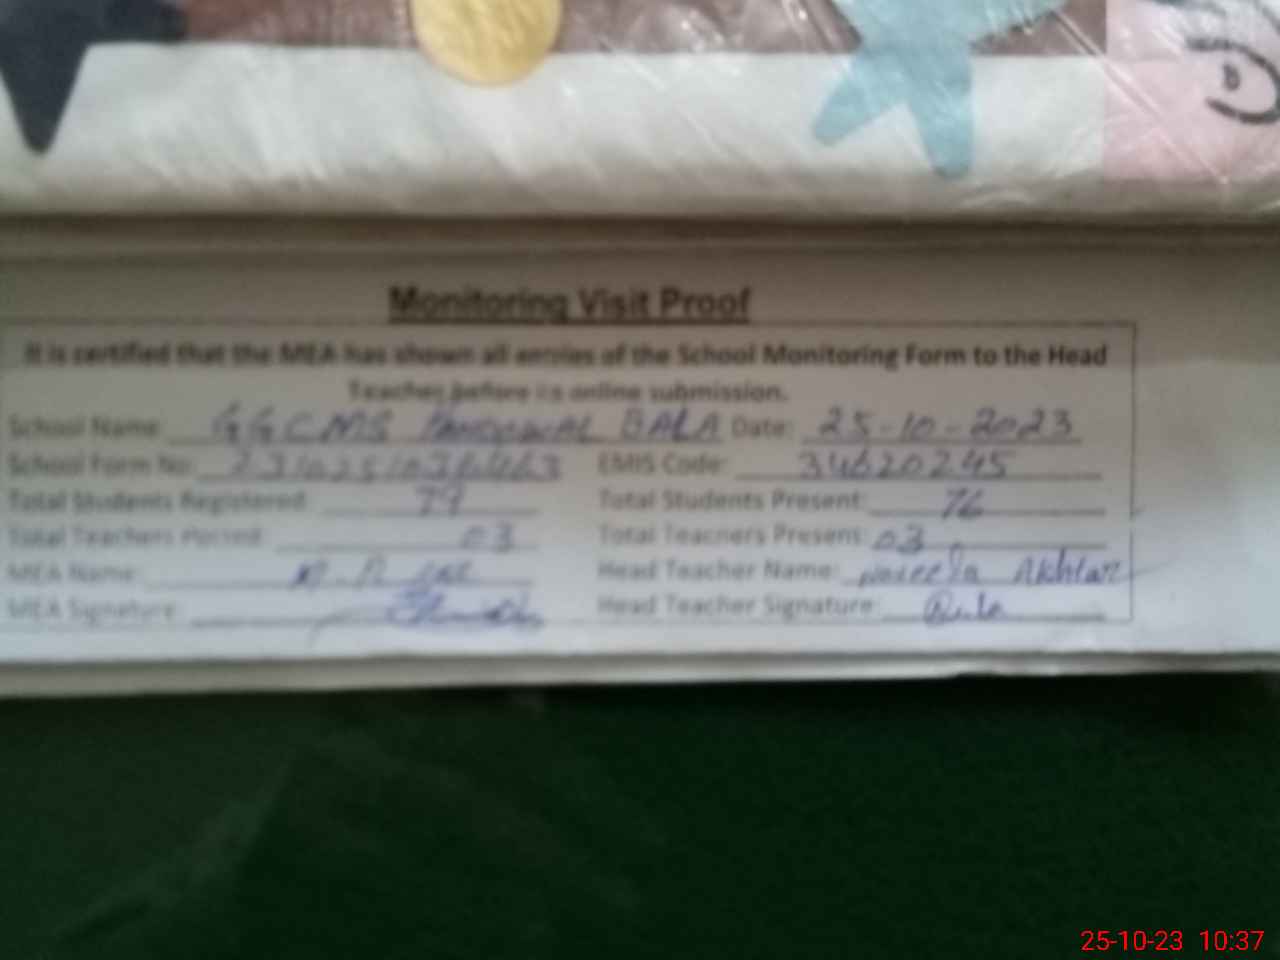 Monitoring Visit Proof
It is certified that the MEA has shown all entries of the School Monitoring Form to the Head
Teacher before its online submission.
School Name: GGCMS BALA Date: 25-10-2023
School Form No: EMIS Code: 34620245
Total Students Registered: 79 Total Students Present: 76
Total Teachers Posted: 03 Total Teachers Present: 03
MEA Name: Head Teacher Name: Naveela Akhtar
MEA Signature: Head Teacher Signature:
25-10-23 10:37